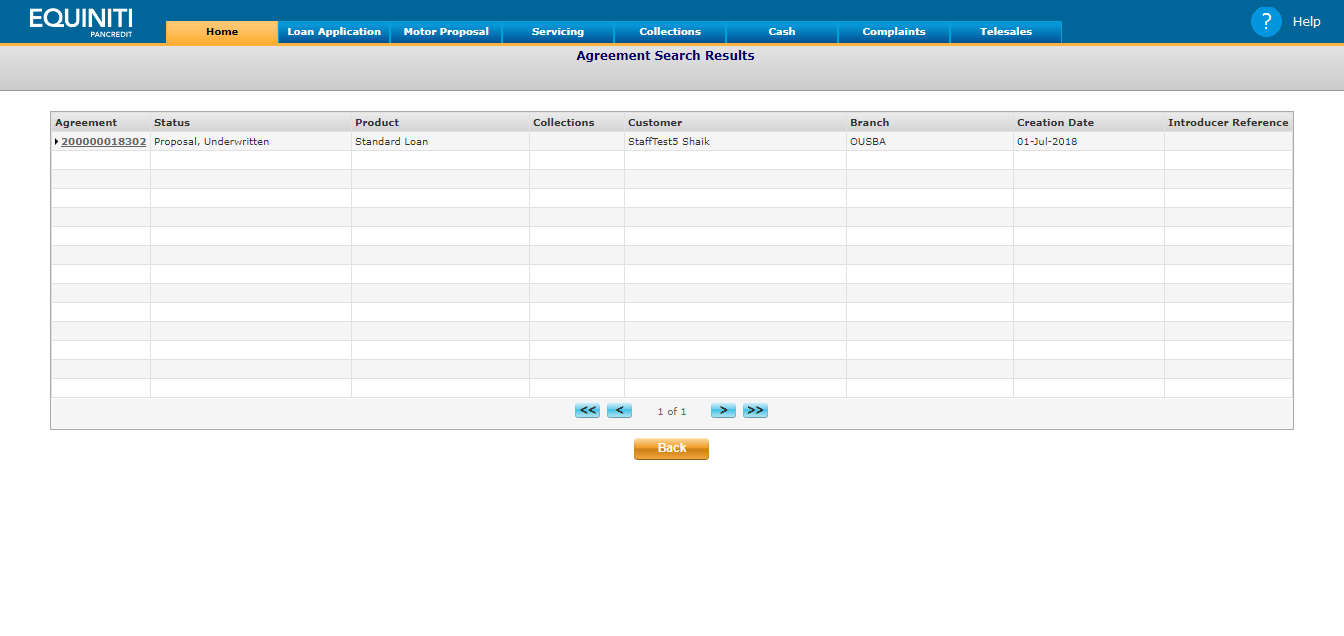 EQUINITI
PANCREDIT
Home Loan Application Motor Proposal Servicing Collections Cash Complaints Telesales ? Help
Agreement Search Results
Agreement Status Product Collections Customer Branch Creation Date Introducer Reference
200000018302 Proposal, Underwritten Standard Loan StaffTest5 Shaik OUSBA 01-Jul-2018
<< < 1 of 1 > >>
Back